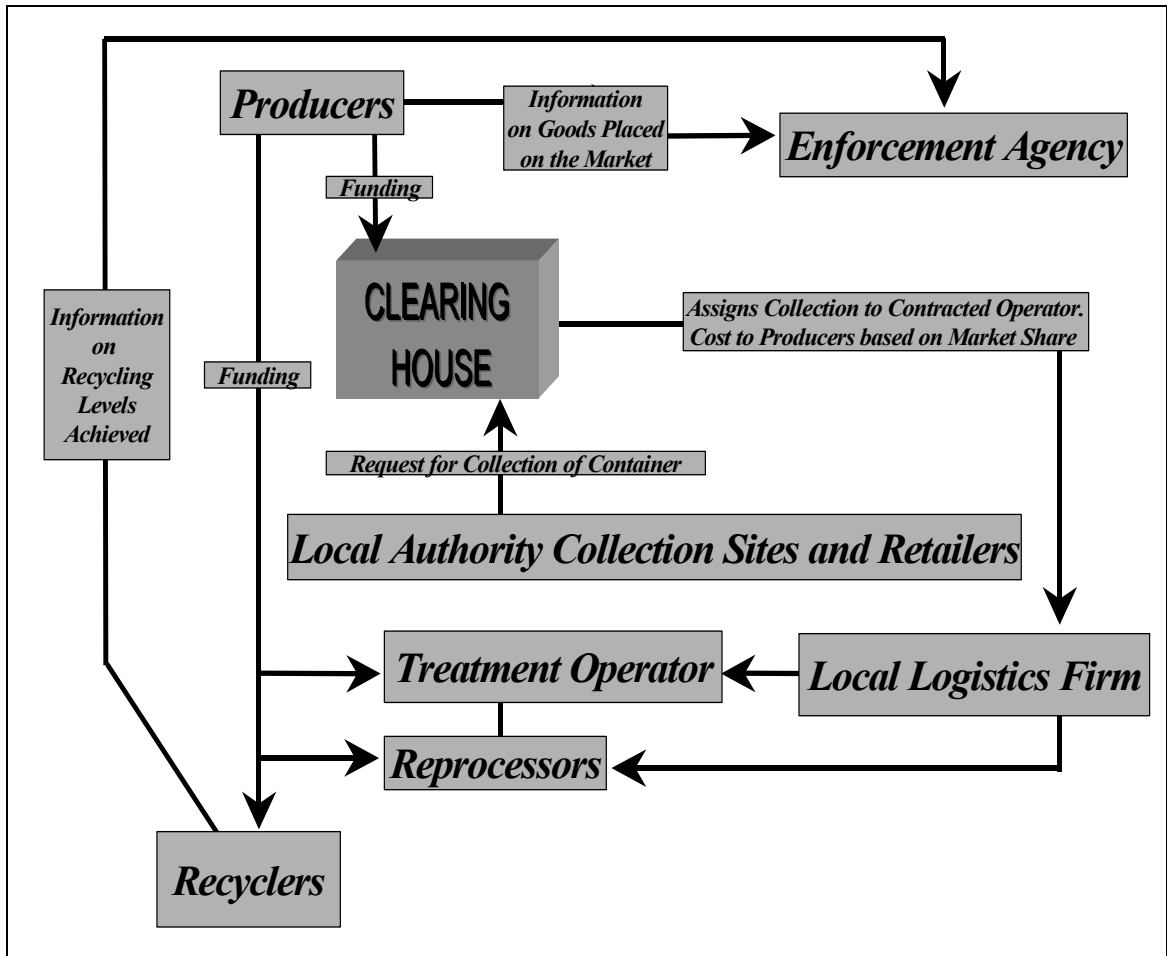 Producers
Information
on Goods Placed
on the Market
Enforcement Agency
Funding
CLEARING
HOUSE
Information
on
Recycling
Levels
Achieved
Funding
Assigns Collection to Contracted Operator.
Cost to Producers based on Market Share
Request for Collection of Container
Local Authority Collection Sites and Retailers
Treatment Operator
Local Logistics Firm
Reprocessors
Recyclers